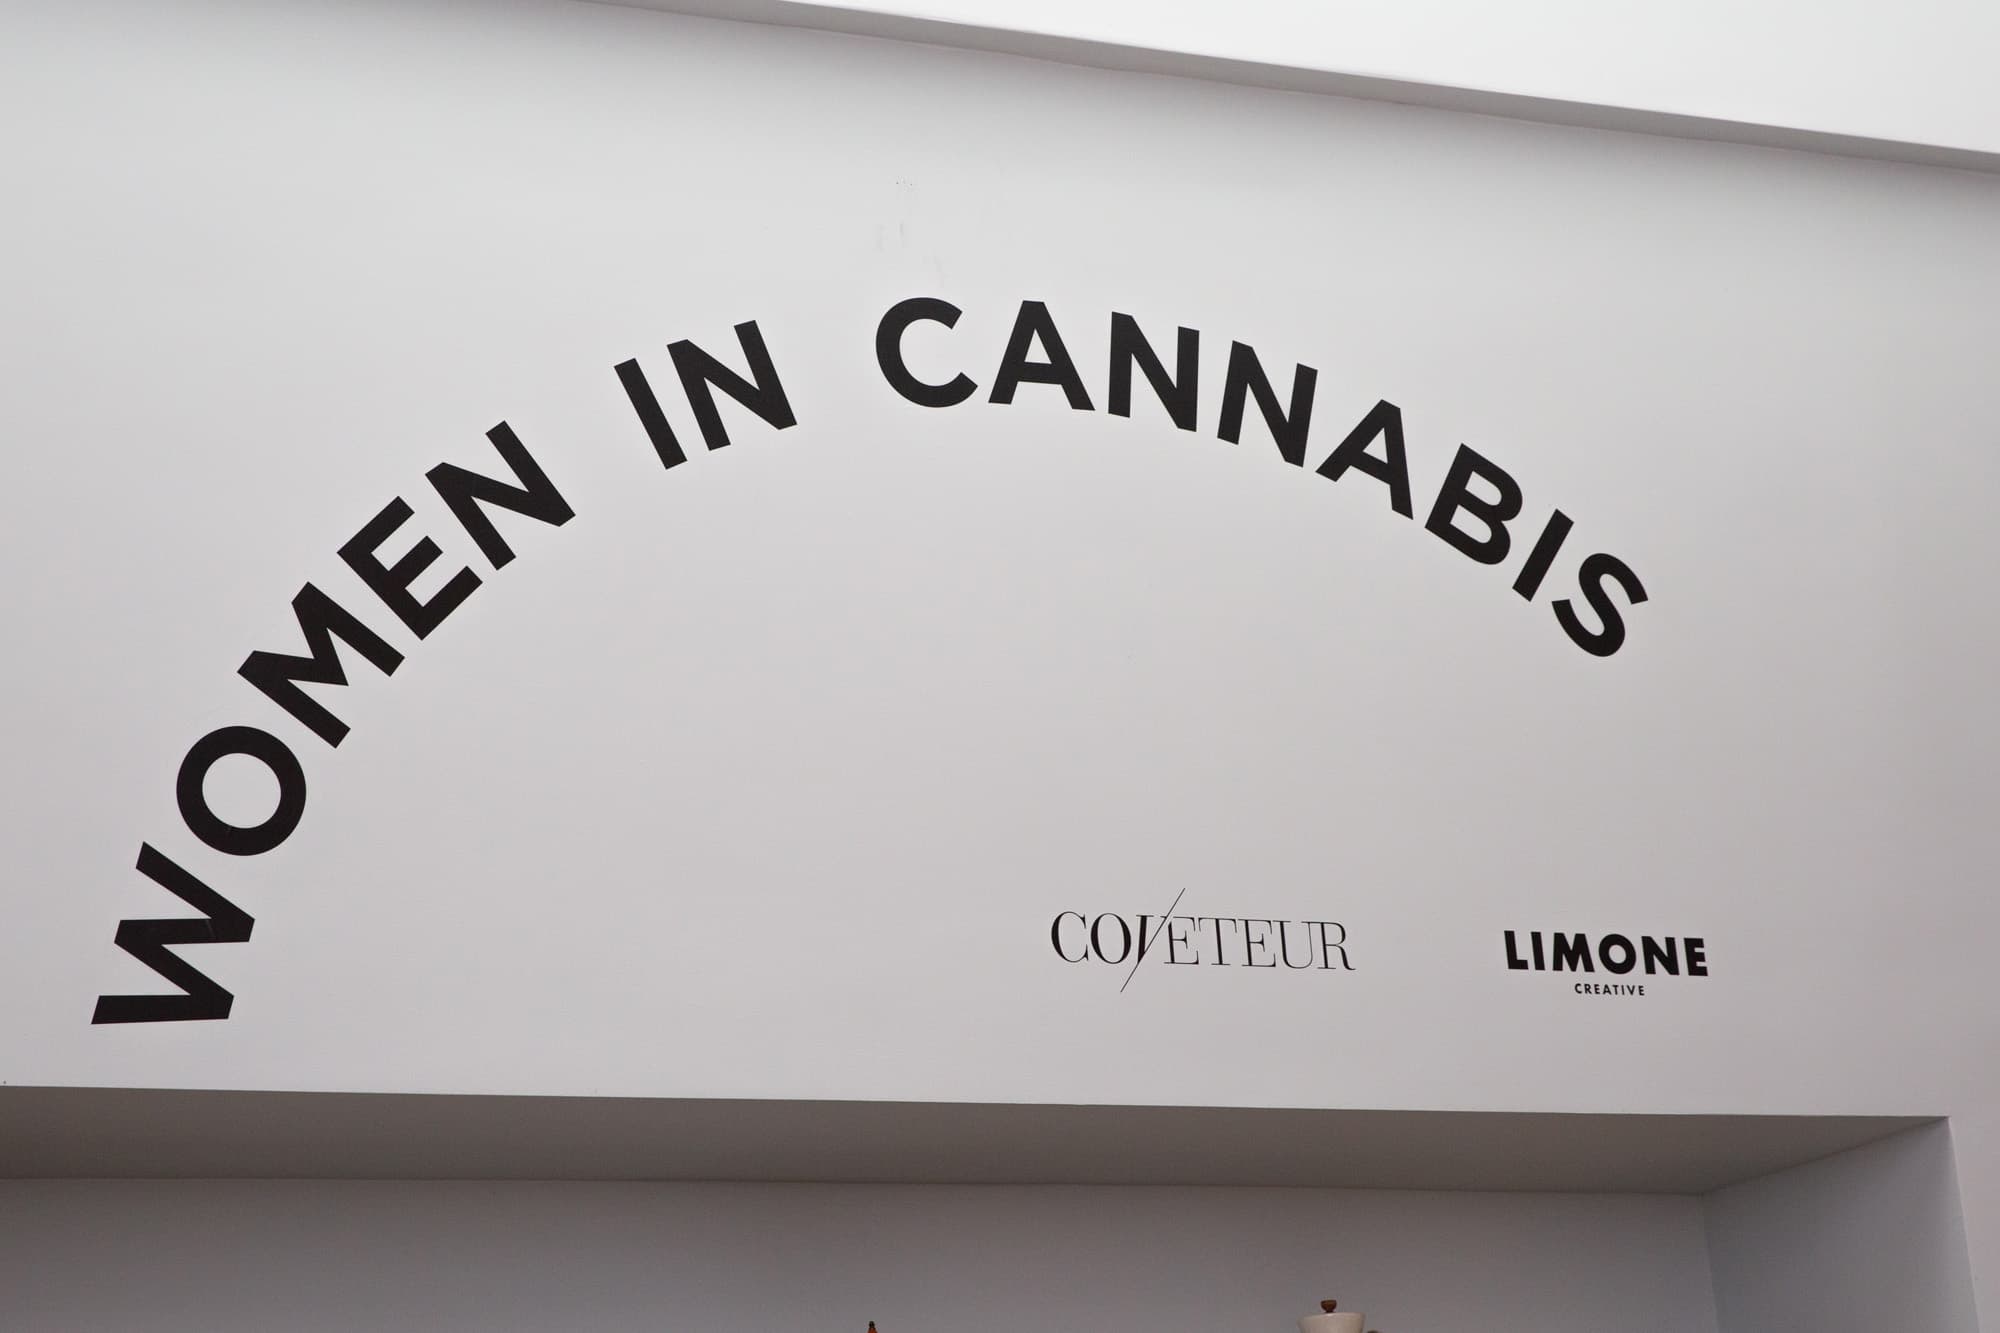 WOMEN IN CANNABIS
COVETEUR
LIMONE
CREATIVE